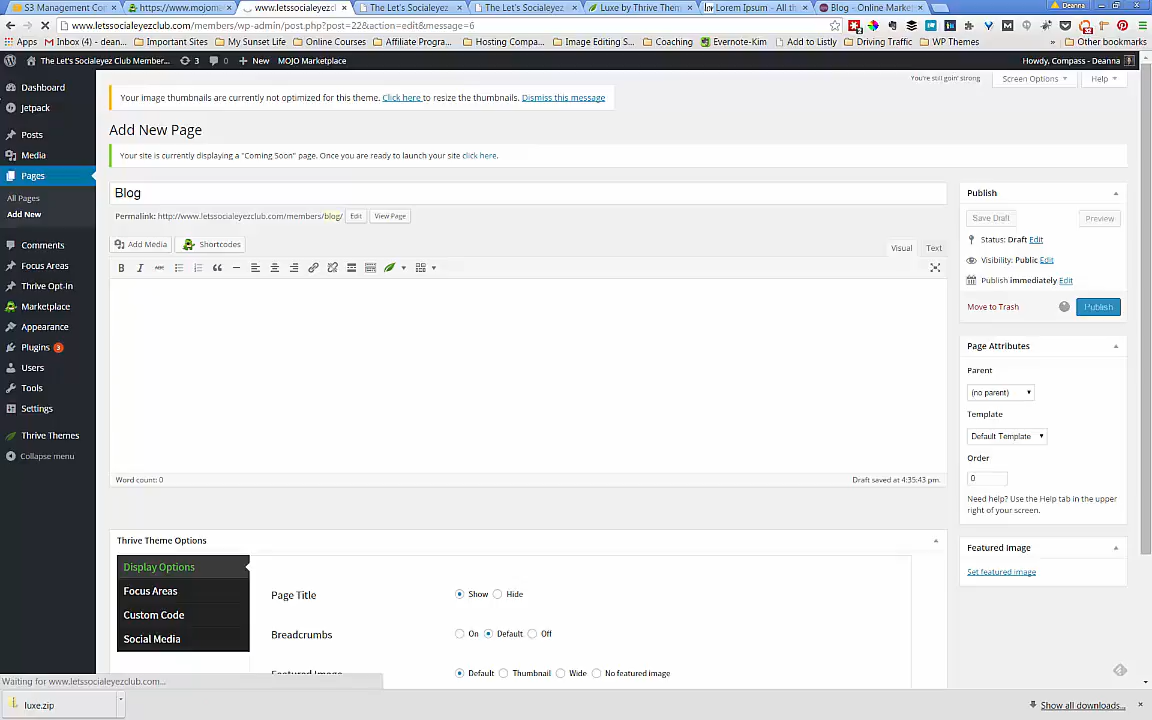 S3 Management Con
https://www.mojoma
www.letssocialeyezc
The Let's Socialeyez
The Let's Socialeyez
Luxe by Thrive Them
Lorem Ipsum - All th
Blog - Online Marke
Deanna
www.letssocialeyezclub.com/members/wp-admin/post.php?post=22&action=edit&message=6
Apps
Inbox (4) - dean...
Important Sites
My Sunset Life
Online Courses
Affiliate Progra...
Hosting Compa...
Image Editing S...
Coaching
Evernote-Kim
Add to Listly
Driving Traffic
WP Themes
»
Other bookmarks
The Let's Socialeyez Club Member...
3
0
New
MOJO Marketplace
Howdy, Compass - Deanna
Dashboard
Jetpack
Posts
Media
Pages
All Pages
Add New
Comments
Focus Areas
Thrive Opt-In
Marketplace
Appearance
Plugins 3
Users
Tools
Settings
Thrive Themes
Collapse menu
You're still goin' strong
Screen Options
Help
Your image thumbnails are currently not optimized for this theme. Click here to resize the thumbnails. Dismiss this message
Add New Page
Your site is currently displaying a "Coming Soon" page. Once you are ready to launch your site click here.
Blog
Permalink: http://www.letssocialeyezclub.com/members/blog/ Edit View Page
Add Media
Shortcodes
Visual
Text
B I ABC
Word count: 0
Draft saved at 4:35:43 pm.
Thrive Theme Options
Display Options
Focus Areas
Custom Code
Social Media
Page Title
Show
Hide
Breadcrumbs
On
Default
Off
Featured Image
Default
Thumbnail
Wide
No featured image
Publish
Save Draft
Preview
Status: Draft Edit
Visibility: Public Edit
Publish immediately Edit
Move to Trash
Publish
Page Attributes
Parent
(no parent)
Template
Default Template
Order
0
Need help? Use the Help tab in the upper
right of your screen.
Featured Image
Set featured image
Waiting for www.letssocialeyezclub.com...
luxe.zip
Show all downloads...